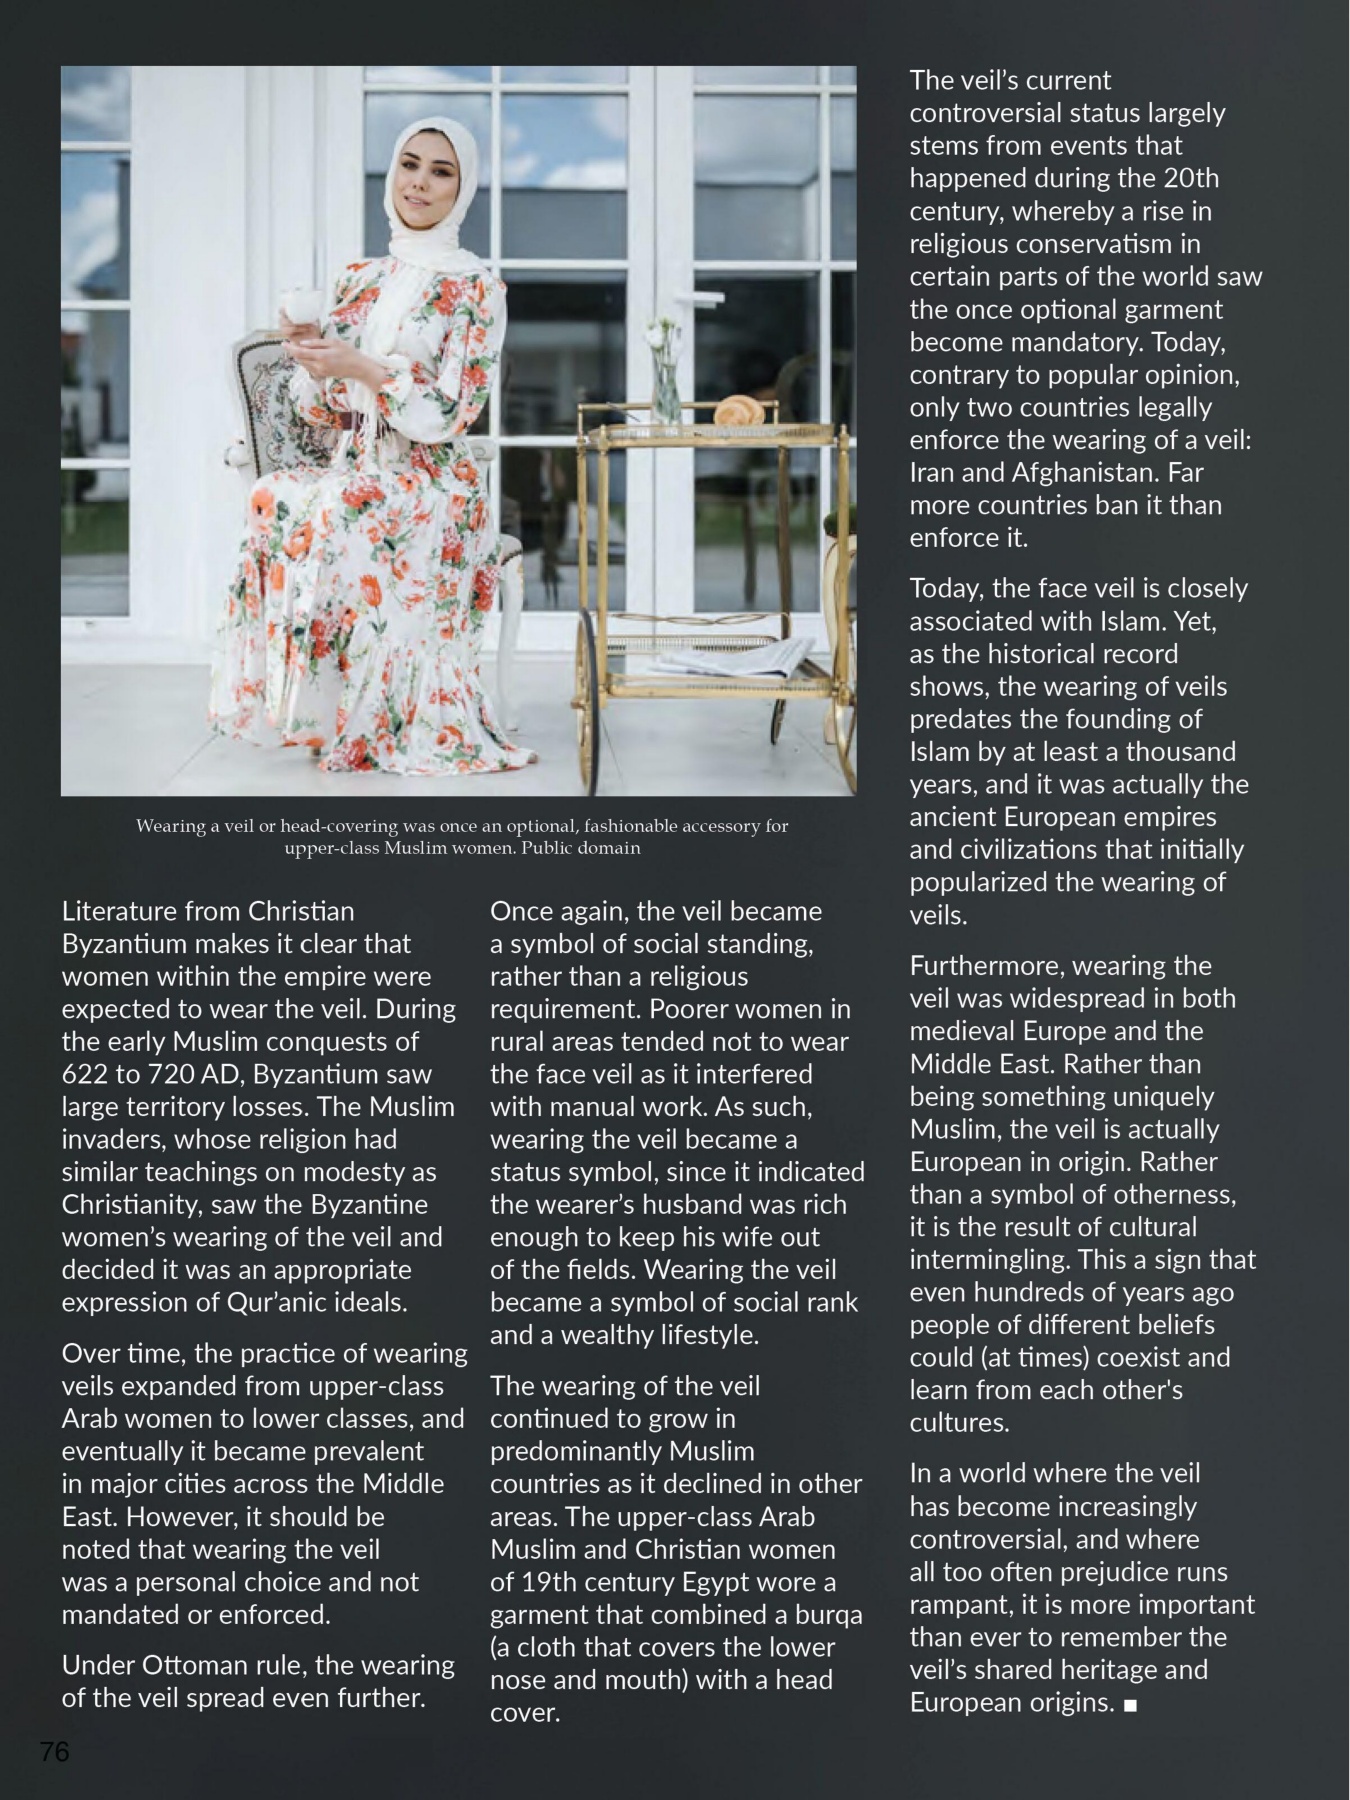 Wearing a veil or head-covering was once an optional, fashionable accessory for
upper-class Muslim women. Public domain
Literature from Christian
Byzantium makes it clear that
women within the empire were
expected to wear the veil. During
the early Muslim conquests of
622 to 720 AD, Byzantium saw
large territory losses. The Muslim
invaders, whose religion had
similar teachings on modesty as
Christianity, saw the Byzantine
women’s wearing of the veil and
decided it was an appropriate
expression of Qur’anic ideals.
Over time, the practice of wearing
veils expanded from upper-class
Arab women to lower classes, and
eventually it became prevalent
in major cities across the Middle
East. However, it should be
noted that wearing the veil
was a personal choice and not
mandated or enforced.
Under Ottoman rule, the wearing
of the veil spread even further.
Once again, the veil became
a symbol of social standing,
rather than a religious
requirement. Poorer women in
rural areas tended not to wear
the face veil as it interfered
with manual work. As such,
wearing the veil became a
status symbol, since it indicated
the wearer’s husband was rich
enough to keep his wife out
of the fields. Wearing the veil
became a symbol of social rank
and a wealthy lifestyle.
The wearing of the veil
continued to grow in
predominantly Muslim
countries as it declined in other
areas. The upper-class Arab
Muslim and Christian women
of 19th century Egypt wore a
garment that combined a burqa
(a cloth that covers the lower
nose and mouth) with a head
cover.
The veil’s current
controversial status largely
stems from events that
happened during the 20th
century, whereby a rise in
religious conservatism in
certain parts of the world saw
the once optional garment
become mandatory. Today,
contrary to popular opinion,
only two countries legally
enforce the wearing of a veil:
Iran and Afghanistan. Far
more countries ban it than
enforce it.
Today, the face veil is closely
associated with Islam. Yet,
as the historical record
shows, the wearing of veils
predates the founding of
Islam by at least a thousand
years, and it was actually the
ancient European empires
and civilizations that initially
popularized the wearing of
veils.
Furthermore, wearing the
veil was widespread in both
medieval Europe and the
Middle East. Rather than
being something uniquely
Muslim, the veil is actually
European in origin. Rather
than a symbol of otherness,
it is the result of cultural
intermingling. This a sign that
even hundreds of years ago
people of different beliefs
could (at times) coexist and
learn from each other's
cultures.
In a world where the veil
has become increasingly
controversial, and where
all too often prejudice runs
rampant, it is more important
than ever to remember the
veil’s shared heritage and
European origins. ■
76